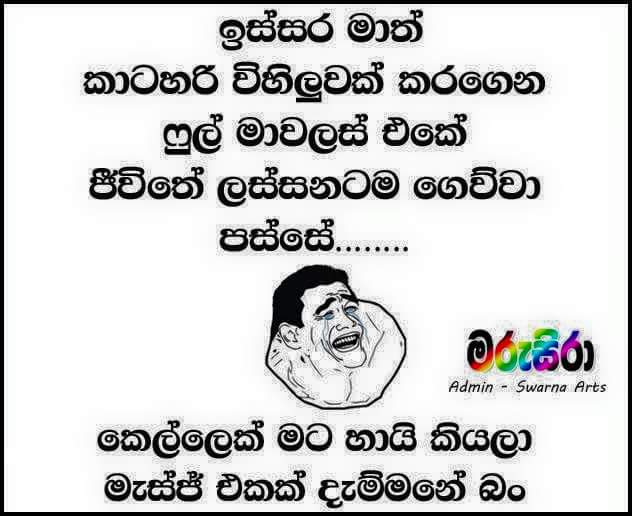 ඉස්සර මාත්
කාටහරි විහිලුවක් කරගෙන
ෆුල් මාවලස් එකේ
ජීවිතේ ලස්සනටම ගෙව්වා
පස්සේ........
මරුසිරා
Admin - Swarna Arts
කෙල්ලෙක් මට හායි කියලා
මැස්ජ් එකක් දැම්මනේ බං